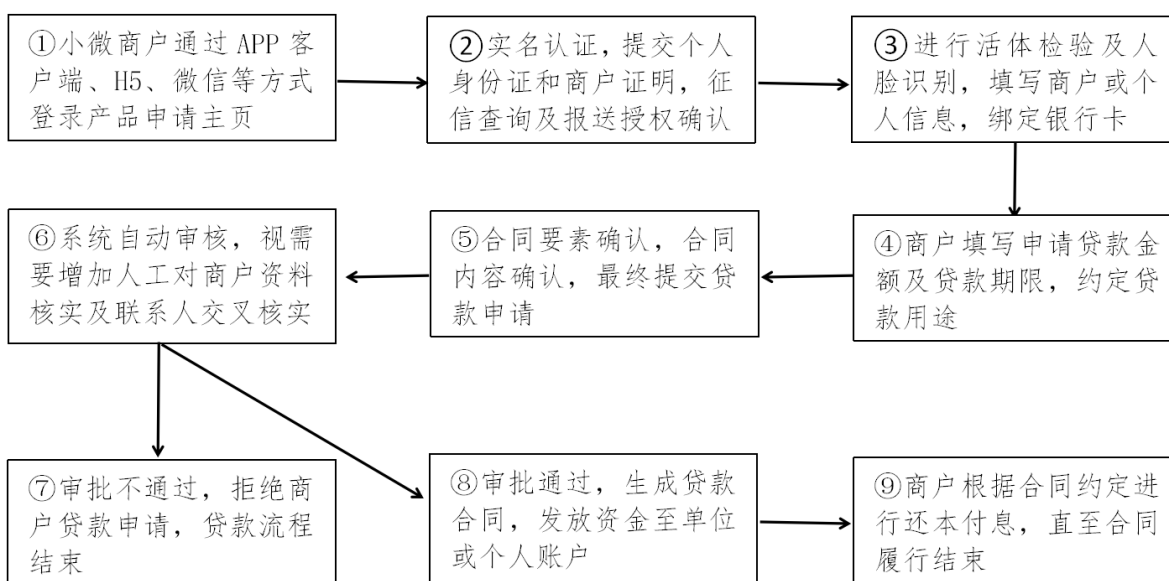 ①小微商户通过 APP 客
户端、H5、微信等方式
登录产品申请主页
②实名认证，提交个人
身份证和商户证明，征
信查询及报送授权确认
③进行活体检验及人
脸识别，填写商户或个
人信息，绑定银行卡
④商户填写申请贷款金
额及贷款期限，约定贷
款用途
⑤合同要素确认，合同
内容确认，最终提交贷
款申请
⑥系统自动审核，视需
要增加人工对商户资料
核实及联系人交叉核实
⑦审批不通过，拒绝商
户贷款申请，贷款流程
结束
⑧审批通过，生成贷款
合同，发放资金至单位
或个人账户
⑨商户根据合同约定进
行还本付息，直至合同
履行结束